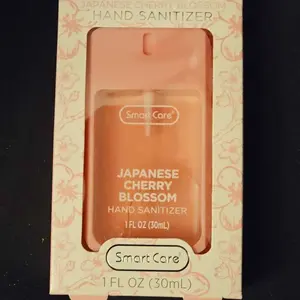 JAPANESE CHERRY BLOSSOM
HAND SANITIZER
Smart Care®
JAPANESE
CHERRY
BLOSSOM
HAND SANITIZER
1 FL OZ (30mL)
Smart Care®
1 FL OZ (30mL)